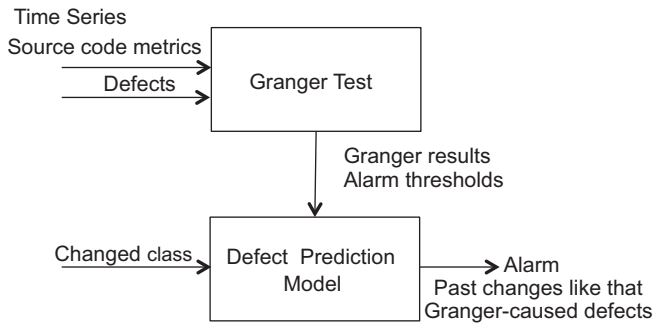 Time Series
Source code metrics
Defects
Granger Test
Granger results
Alarm thresholds
Changed class
Defect Prediction
Model
Alarm
Past changes like that
Granger-caused defects